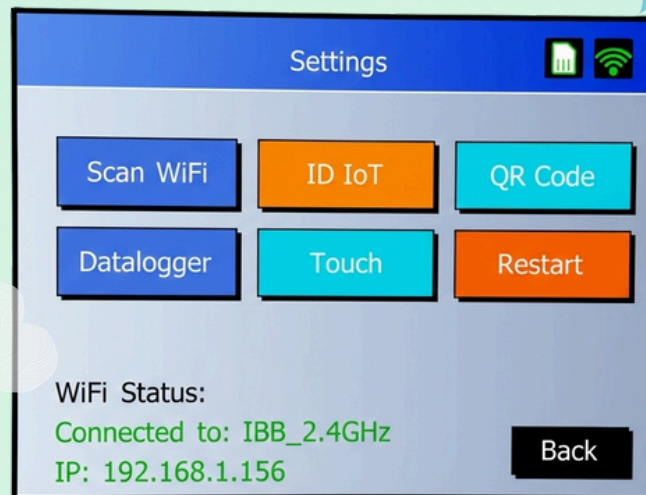 Settings
Scan WiFi
ID IoT
QR Code
Datalogger
Touch
Restart
WiFi Status:
Connected to: IBB_2.4GHz
IP: 192.168.1.156
Back